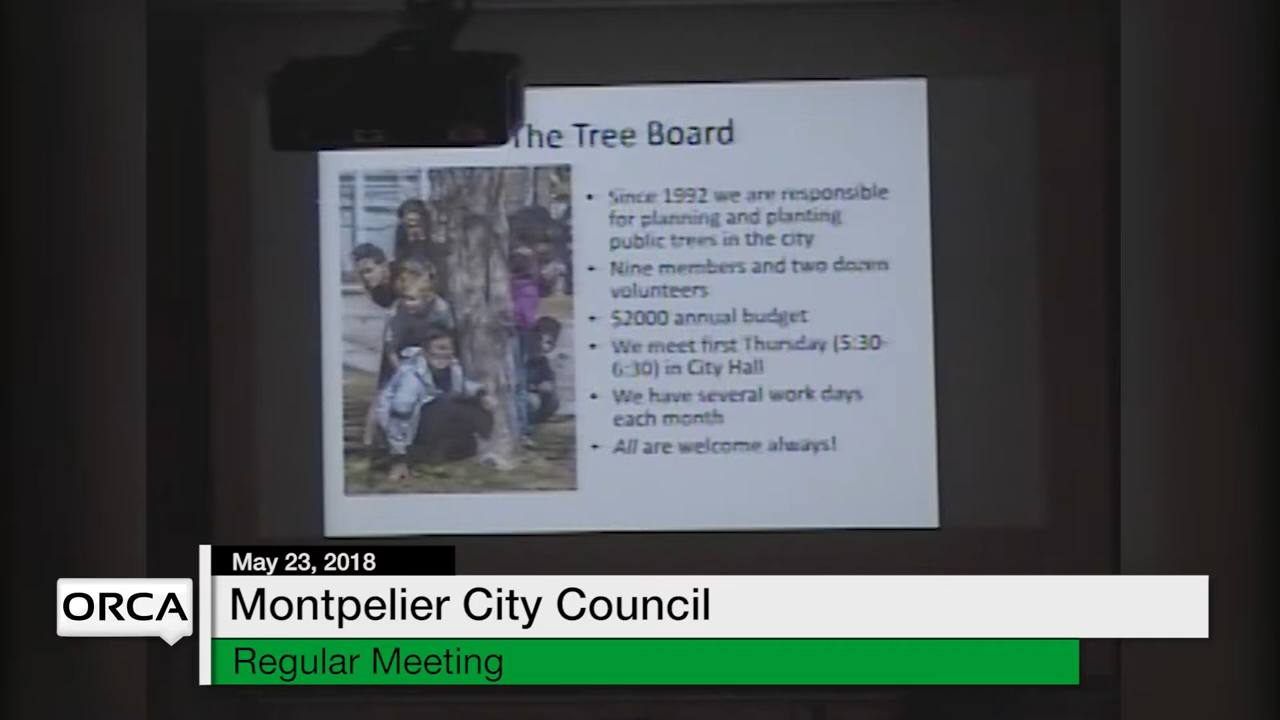 The Tree Board
• Since 1992 we are responsible
for planning and planting
public trees in the city
• Nine members and two dozen
volunteers
• $2000 annual budget
• We meet first Thursday (5:30-
6:30) in City Hall
• We have several work days
each month
• All are welcome always!
May 23, 2018
ORCA
Montpelier City Council
Regular Meeting